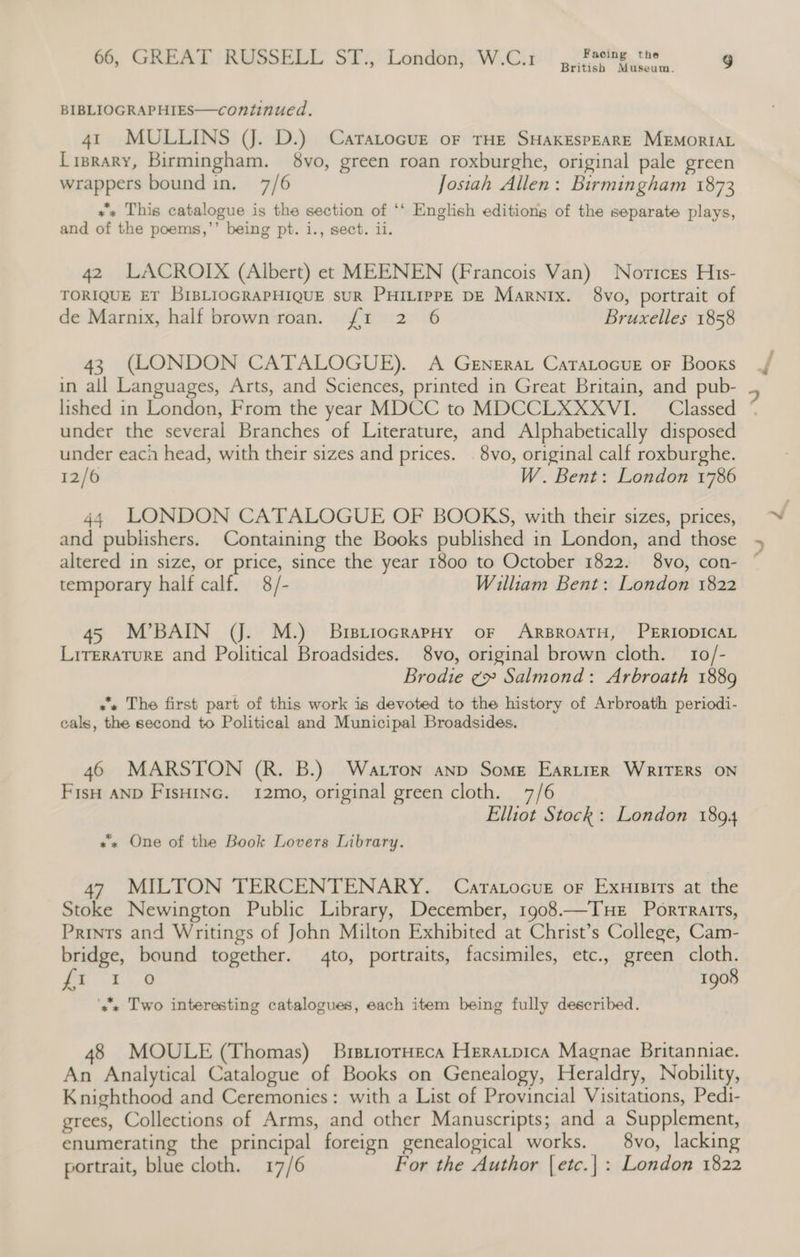 66, GREAT RUSSELL ST., London, W.C.1 Facing the British Museum. 9
BIBLIOGRAPHIES—continued.
41 MULLINS (J. D.) Catalogue of the Shakespeare Memorial
Library, Birmingham. 8vo, green roan roxburghe, original pale green
wrappers bound in. 7/6 Josiah Allen: Birmingham 1873
⁂ This catalogue is the section of “ English editions of the separate plays,
and of the poems,” being pt. i., sect. ii.
42 LACROIX (Albert) et MEENEN (Francois Van) Notices His-
torique et Bibliographique sur Philippe de Marnix. 8vo, portrait of
de Marnix, half brown roan. £1 2 6 Bruxelles 1858
43 (LONDON CATALOGUE). A General Catalogue of Books
in all Languages, Arts, and Sciences, printed in Great Britain, and pub-
lished in London, From the year MDCC to MDCCLXXXVI. Classed
under the several Branches of Literature, and Alphabetically disposed
under each head, with their sizes and prices. 8vo, original calf roxburghe.
12/6 W. Bent: London 1786
44 LONDON CATALOGUE OF BOOKS, with their sizes, prices,
and publishers. Containing the Books published in London, and those
altered in size, or price, since the year 1800 to October 1822. 8vo, con-
temporary half calf. 8/- William Bent: London 1822
45 M'BAIN (J. M.) Bibliography of Arbroath, Periodical
Literature and Political Broadsides. 8vo, original brown cloth. 10/-
Brodie & Salmond: Arbroath 1889
⁂ The first part of this work is devoted to the history of Arbroath periodi-
cals, the second to Political and Municipal Broadsides.
46 MARSTON (R. B.) Walton and Some Earlier Writers on
Fish and Fishing. 12mo, original green cloth. 7/6
Elliot Stock: London 1894
⁂ One of the Book Lovers Library.
47 MILTON TERCENTENARY. Catalogue of Exhibits at the
Stoke Newington Public Library, December, 1908.—The Portraits,
Prints and Writings of John Milton Exhibited at Christ's College, Cam-
bridge, bound together. 4to, portraits, facsimiles, etc., green cloth.
£1 1 0 1908
⁂ Two interesting catalogues, each item being fully described.
48 MOULE (Thomas) Bibliotheca Heraldica Magnae Britanniae.
An Analytical Catalogue of Books on Genealogy, Heraldry, Nobility,
Knighthood and Ceremonies: with a List of Provincial Visitations, Pedi-
grees, Collections of Arms, and other Manuscripts; and a Supplement,
enumerating the principal foreign genealogical works. 8vo, lacking
portrait, blue cloth. 17/6 For the Author [etc.]: London 1822